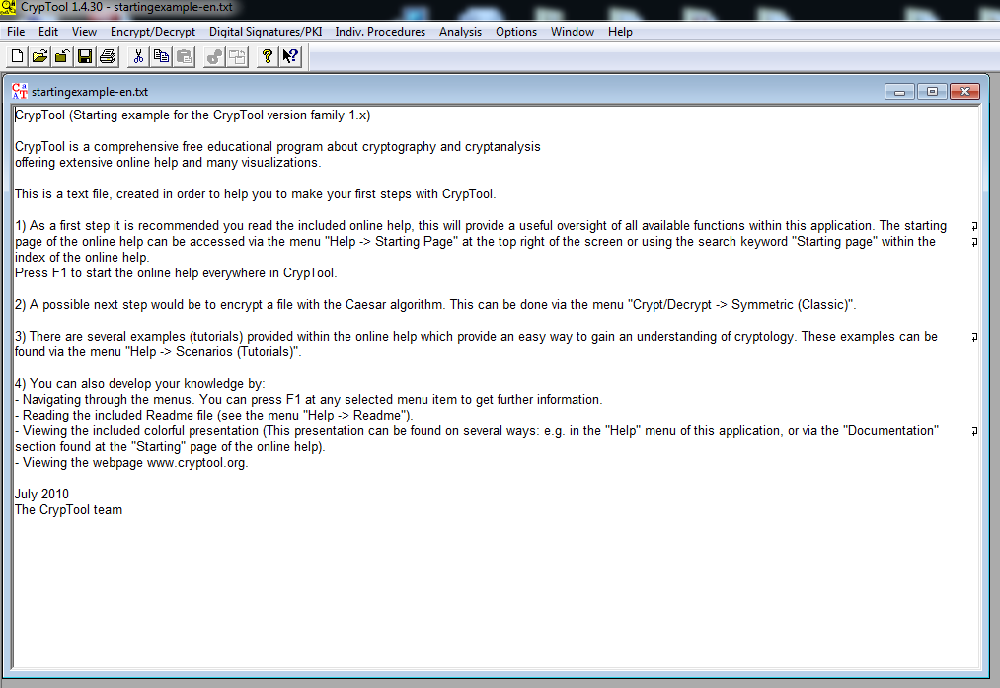 CrypTool 1.4.30 - startingexample-en.txt
File Edit View Encrypt/Decrypt Digital Signatures/PKI Indiv. Procedures Analysis Options Window Help
startingexample-en.txt
CrypTool (Starting example for the CrypTool version family 1.x)
CrypTool is a comprehensive free educational program about cryptography and cryptanalysis
offering extensive online help and many visualizations.
This is a text file, created in order to help you to make your first steps with CrypTool.
1) As a first step it is recommended you read the included online help, this will provide a useful oversight of all available functions within this application. The starting
page of the online help can be accessed via the menu "Help -> Starting Page" at the top right of the screen or using the search keyword "Starting page" within the
index of the online help.
Press F1 to start the online help everywhere in CrypTool.
2) A possible next step would be to encrypt a file with the Caesar algorithm. This can be done via the menu "Crypt/Decrypt -> Symmetric (Classic)".
3) There are several examples (tutorials) provided within the online help which provide an easy way to gain an understanding of cryptology. These examples can be
found via the menu "Help -> Scenarios (Tutorials)".
4) You can also develop your knowledge by:
- Navigating through the menus. You can press F1 at any selected menu item to get further information.
- Reading the included Readme file (see the menu "Help -> Readme").
- Viewing the included colorful presentation (This presentation can be found on several ways: e.g. in the "Help" menu of this application, or via the "Documentation"
section found at the "Starting" page of the online help).
- Viewing the webpage www.cryptool.org.
July 2010
The CrypTool team